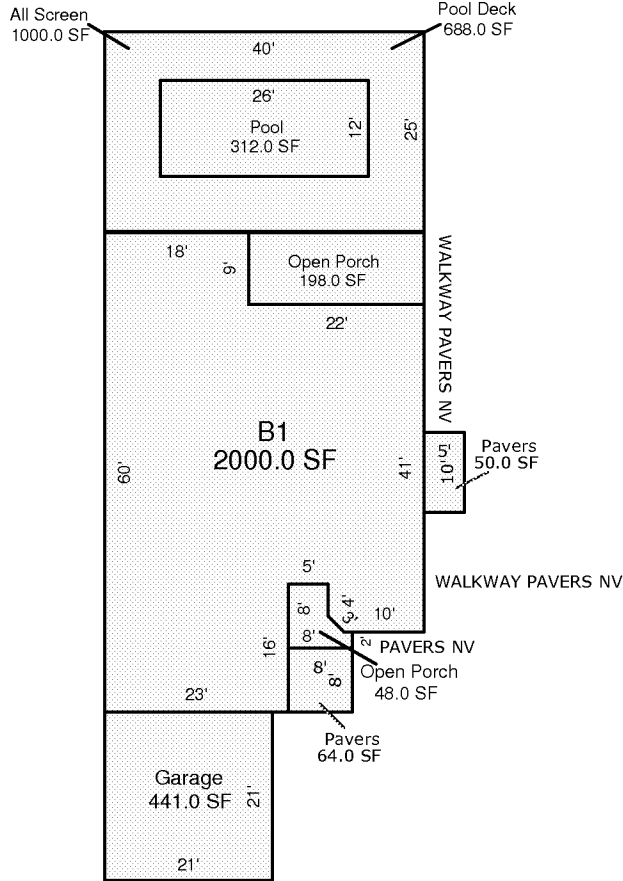 All Screen
1000.0 SF
Pool Deck
688.0 SF
40'
26'
Pool
312.0 SF
12'
25'
18'
9'
Open Porch
198.0 SF
22'
WALKWAY PAVERS NV
B1
2000.0 SF
60'
41'
5'
10'
Pavers
50.0 SF
WALKWAY PAVERS NV
5'
8'
4'
3'
10'
16'
8'
2'
PAVERS NV
Open Porch
48.0 SF
8'
8'
23'
Pavers
64.0 SF
Garage
441.0 SF
21'
21'